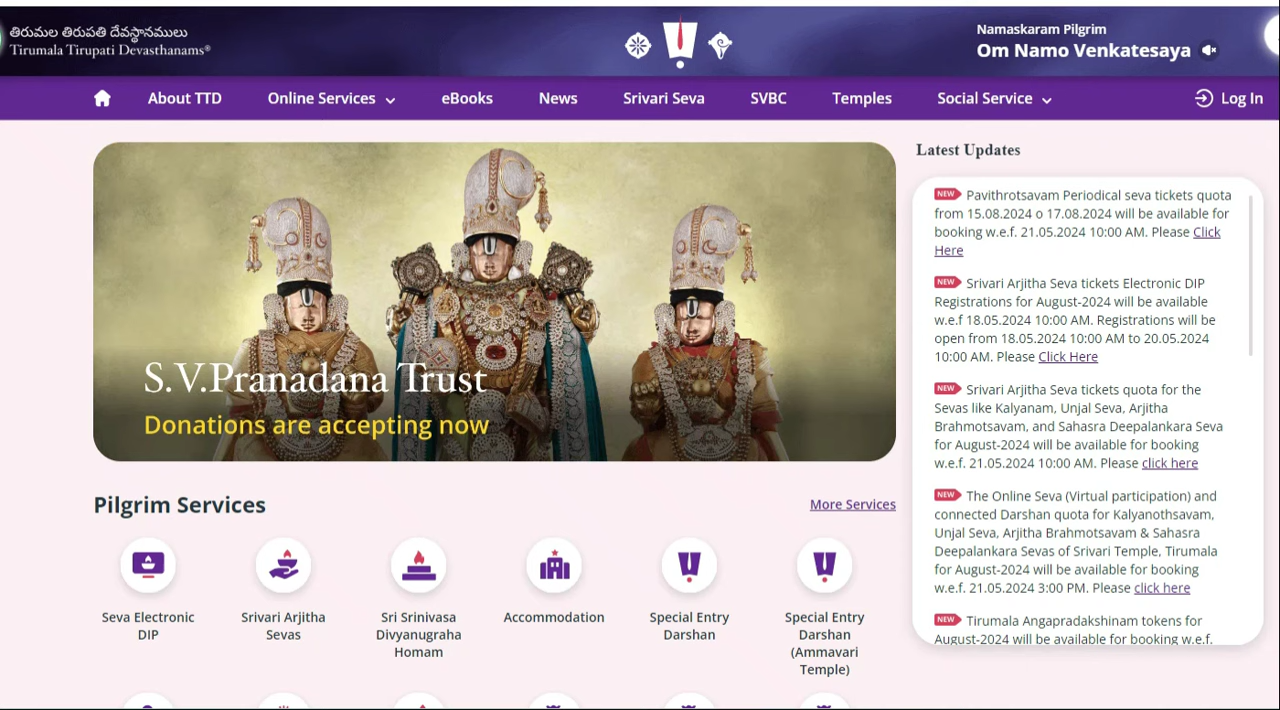 తిరుమల తిరుపతి దేవస్థానములు
Tirumala Tirupati Devasthanams®
Namaskaram Pilgrim
Om Namo Venkatesaya
About TTD
Online Services
eBooks
News
Srivari Seva
SVBC
Temples
Social Service
Log In
S.V.Pranadana Trust
Donations are accepting now
Latest Updates
NEW Pavithrotsavam Periodical seva tickets quota
from 15.08.2024 o 17.08.2024 will be available for
booking w.e.f. 21.05.2024 10:00 AM. Please Click
Here
NEW Srivari Arjitha Seva tickets Electronic DIP
Registrations for August-2024 will be available
w.e.f 18.05.2024 10:00 AM. Registrations will be
open from 18.05.2024 10:00 AM to 20.05.2024
10:00 AM. Please Click Here
NEW Srivari Arjitha Seva tickets quota for the
Sevas like Kalyanam, Unjal Seva, Arjitha
Brahmotsavam, and Sahasra Deepalankara Seva
for August-2024 will be available for booking
w.e.f. 21.05.2024 10:00 AM. Please click here
NEW The Online Seva (Virtual participation) and
connected Darshan quota for Kalyanothsavam,
Unjal Seva, Arjitha Brahmotsavam & Sahasra
Deepalankara Sevas of Srivari Temple, Tirumala
for August-2024 will be available for booking
w.e.f. 21.05.2024 3:00 PM. Please click here
NEW Tirumala Angapradakshinam tokens for
August-2024 will be available for booking w.e.f.
Pilgrim Services
More Services
Seva Electronic
DIP
Srivari Arjitha
Sevas
Sri Srinivasa
Divyanugraha
Homam
Accommodation
Special Entry
Darshan
Special Entry
Darshan
(Ammavari
Temple)